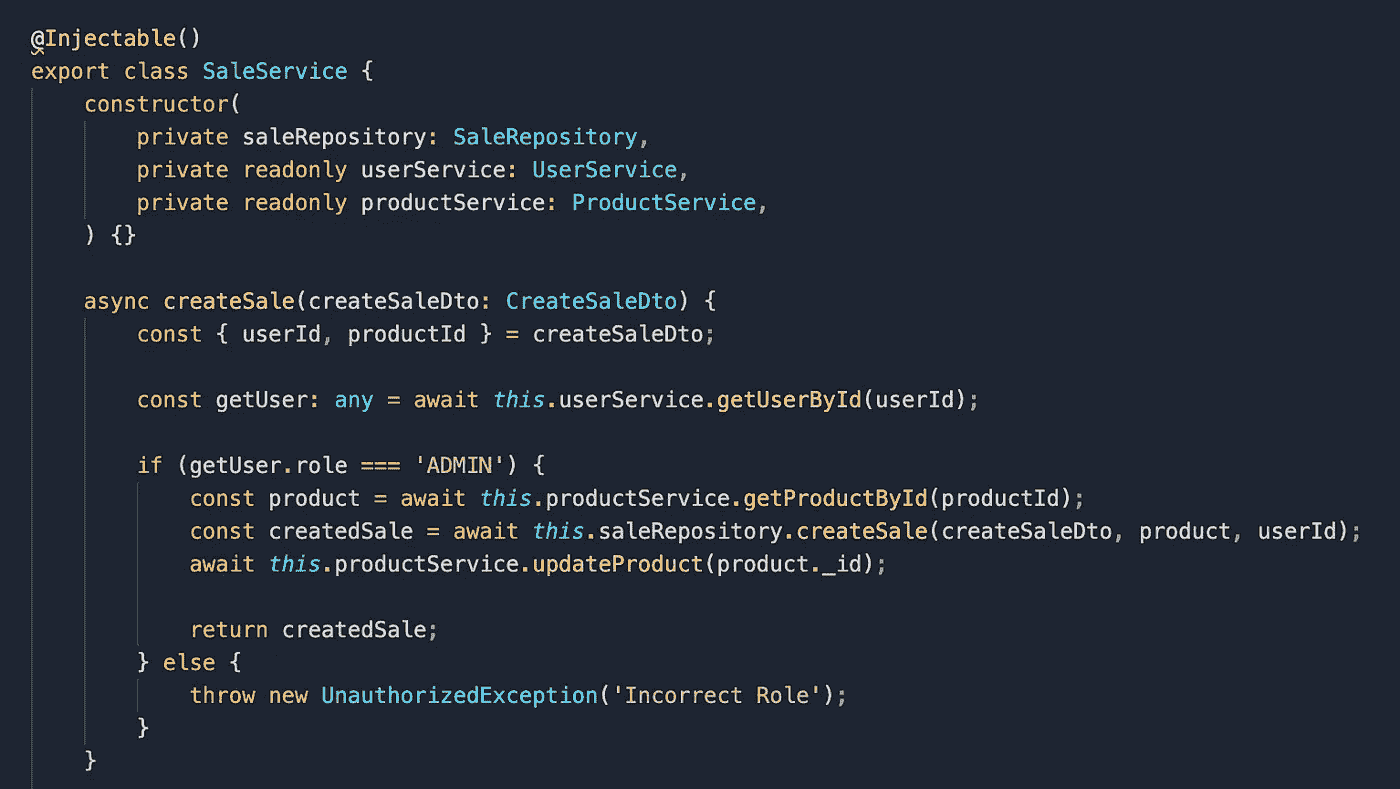 @Injectable()
export class SaleService {
constructor(
private saleRepository: SaleRepository,
private readonly userService: UserService,
private readonly productService: ProductService,
) {}
async createSale(createSaleDto: CreateSaleDto) {
const { userId, productId } = createSaleDto;
const getUser: any = await this.userService.getUserById(userId);
if (getUser.role === 'ADMIN') {
const product = await this.productService.getProductById(productId);
const createdSale = await this.saleRepository.createSale(createSaleDto, product, userId);
await this.productService.updateProduct(product._id);
return createdSale;
} else {
throw new UnauthorizedException('Incorrect Role');
}
}